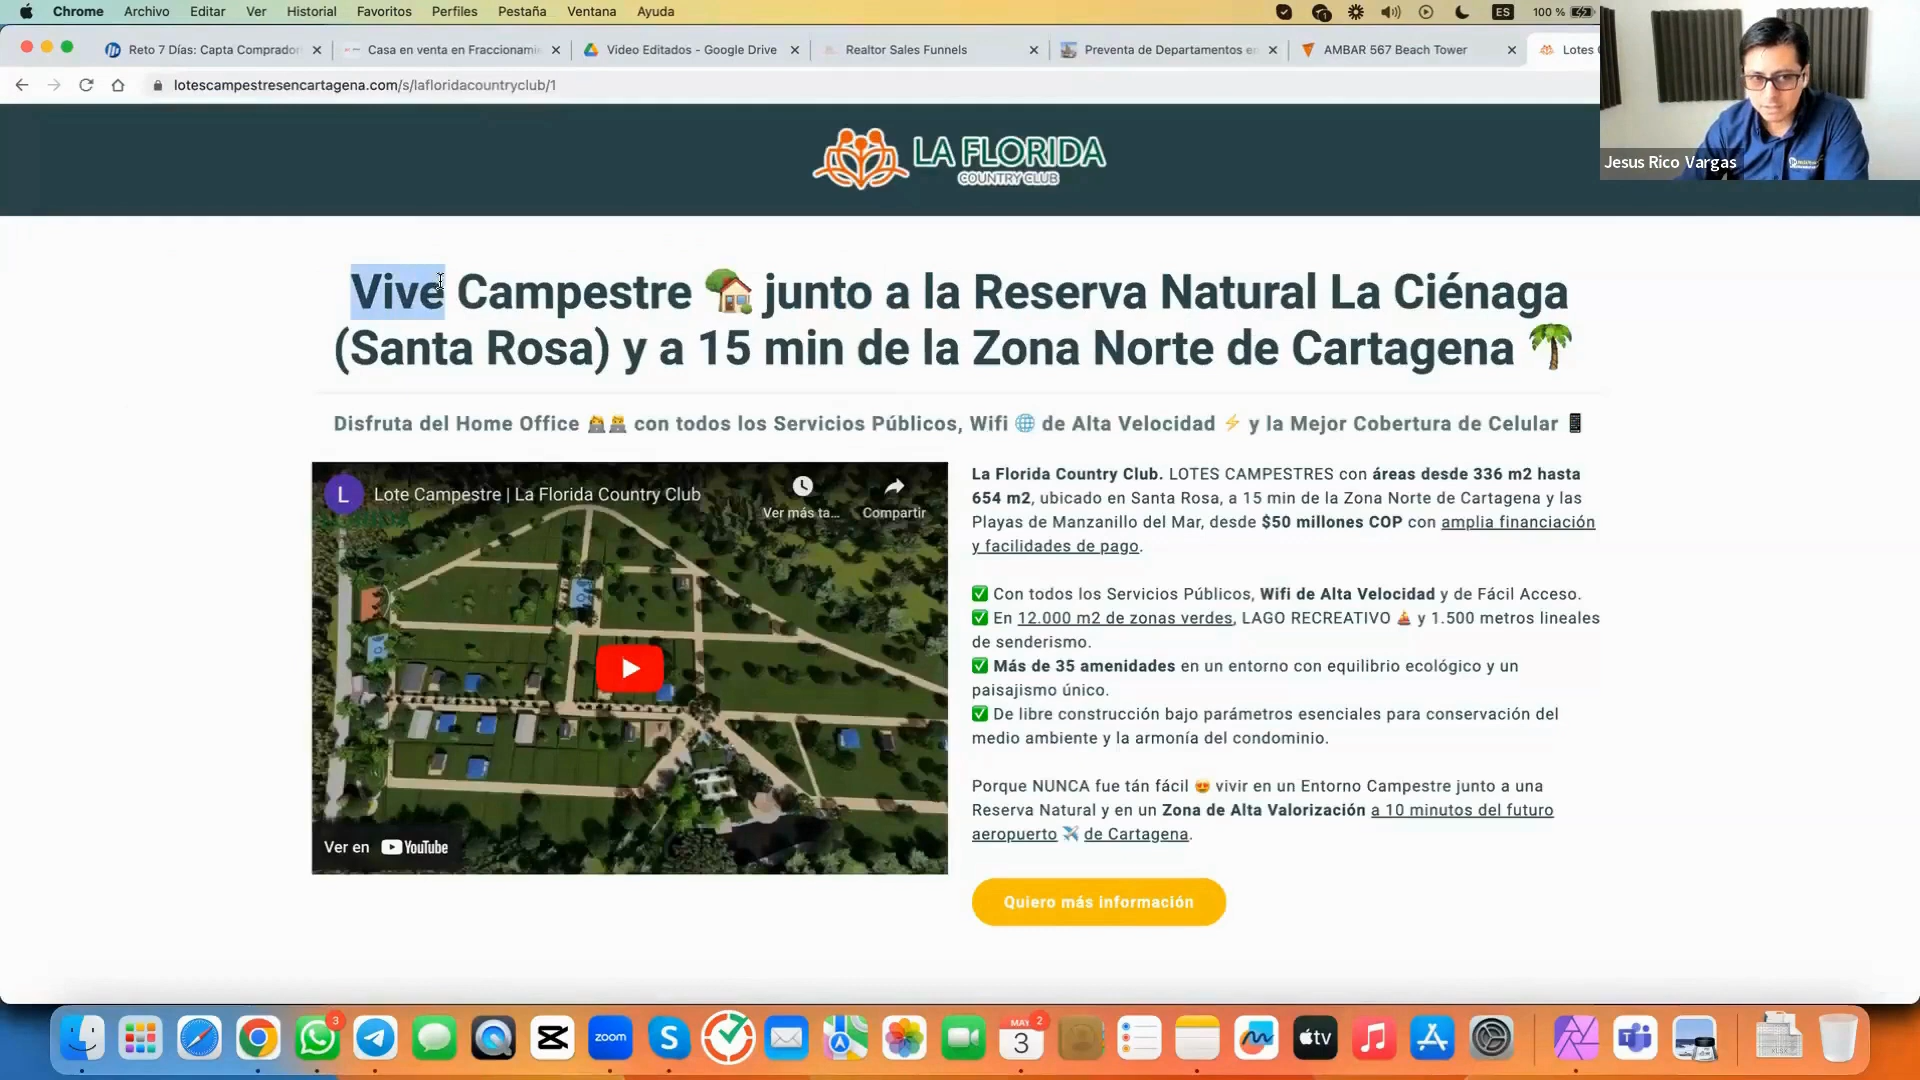 Chrome Archivo Editar Ver Historial Favoritos Perfiles Pestaña Ventana Ayuda ES 100 %
Reto 7 Días: Capta Comprador
Casa en venta en Fraccionami
Video Editados - Google Drive
Realtor Sales Funnels
Preventa de Departamentos en
AMBAR 567 Beach Tower
Lotes
lotescampestresencartagena.com/s/lafloridacountryclub/1
Jesus Rico Vargas
LA FLORIDA
COUNTRY CLUB
Vive Campestre 🏡 junto a la Reserva Natural La Ciénaga
(Santa Rosa) y a 15 min de la Zona Norte de Cartagena 🌴
Disfruta del Home Office 👩‍💻👨‍💻 con todos los Servicios Públicos, Wifi 🌐 de Alta Velocidad ⚡ y la Mejor Cobertura de Celular 📱
L
Lote Campestre | La Florida Country Club
Ver más ta...
Compartir
Ver en YouTube
La Florida Country Club. LOTES CAMPESTRES con áreas desde 336 m2 hasta
654 m2, ubicado en Santa Rosa, a 15 min de la Zona Norte de Cartagena y las
Playas de Manzanillo del Mar, desde $50 millones COP con amplia financiación
y facilidades de pago.
✅ Con todos los Servicios Públicos, Wifi de Alta Velocidad y de Fácil Acceso.
✅ En 12.000 m2 de zonas verdes, LAGO RECREATIVO ⛵ y 1.500 metros lineales
de senderismo.
✅ Más de 35 amenidades en un entorno con equilibrio ecológico y un
paisajismo único.
✅ De libre construcción bajo parámetros esenciales para conservación del
medio ambiente y la armonía del condominio.
Porque NUNCA fue tán fácil 😍 vivir en un Entorno Campestre junto a una
Reserva Natural y en un Zona de Alta Valorización a 10 minutos del futuro
aeropuerto ✈️ de Cartagena.
Quiero más información
3
zoom
S
MAY
3
2
tv